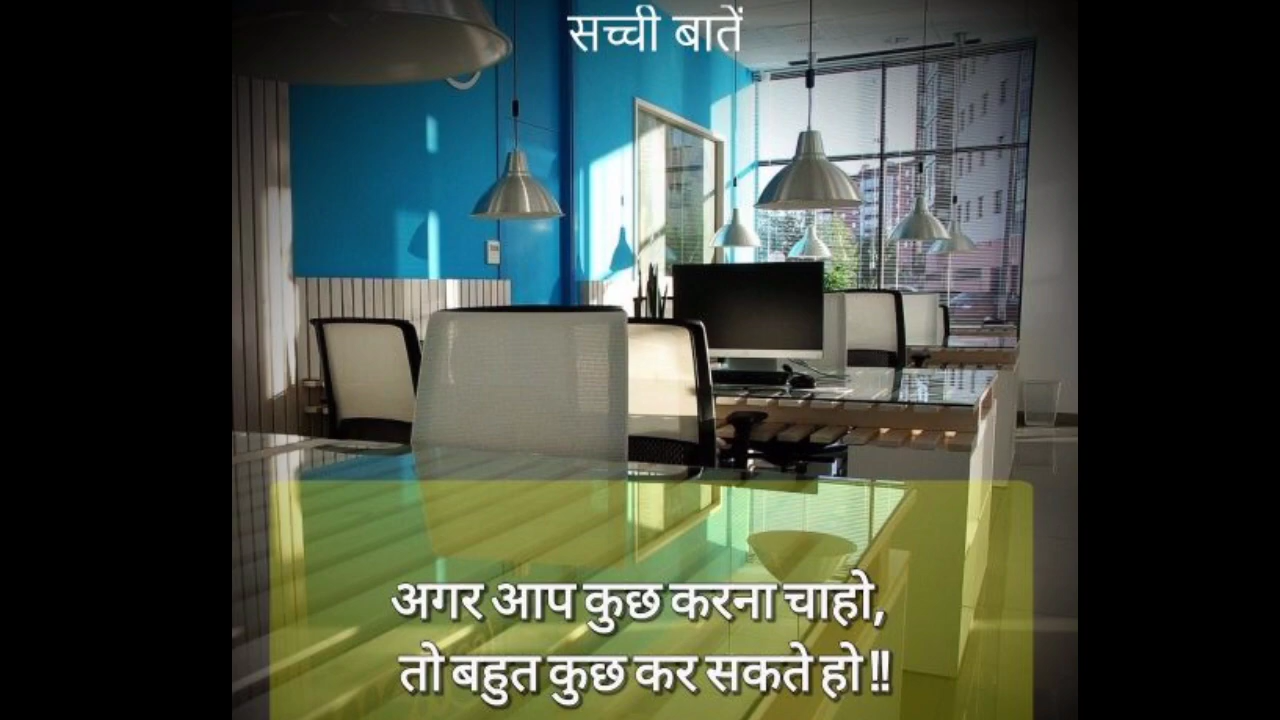 सच्ची बातें
अगर आप कुछ करना चाहो,
तो बहुत कुछ कर सकते हो !!